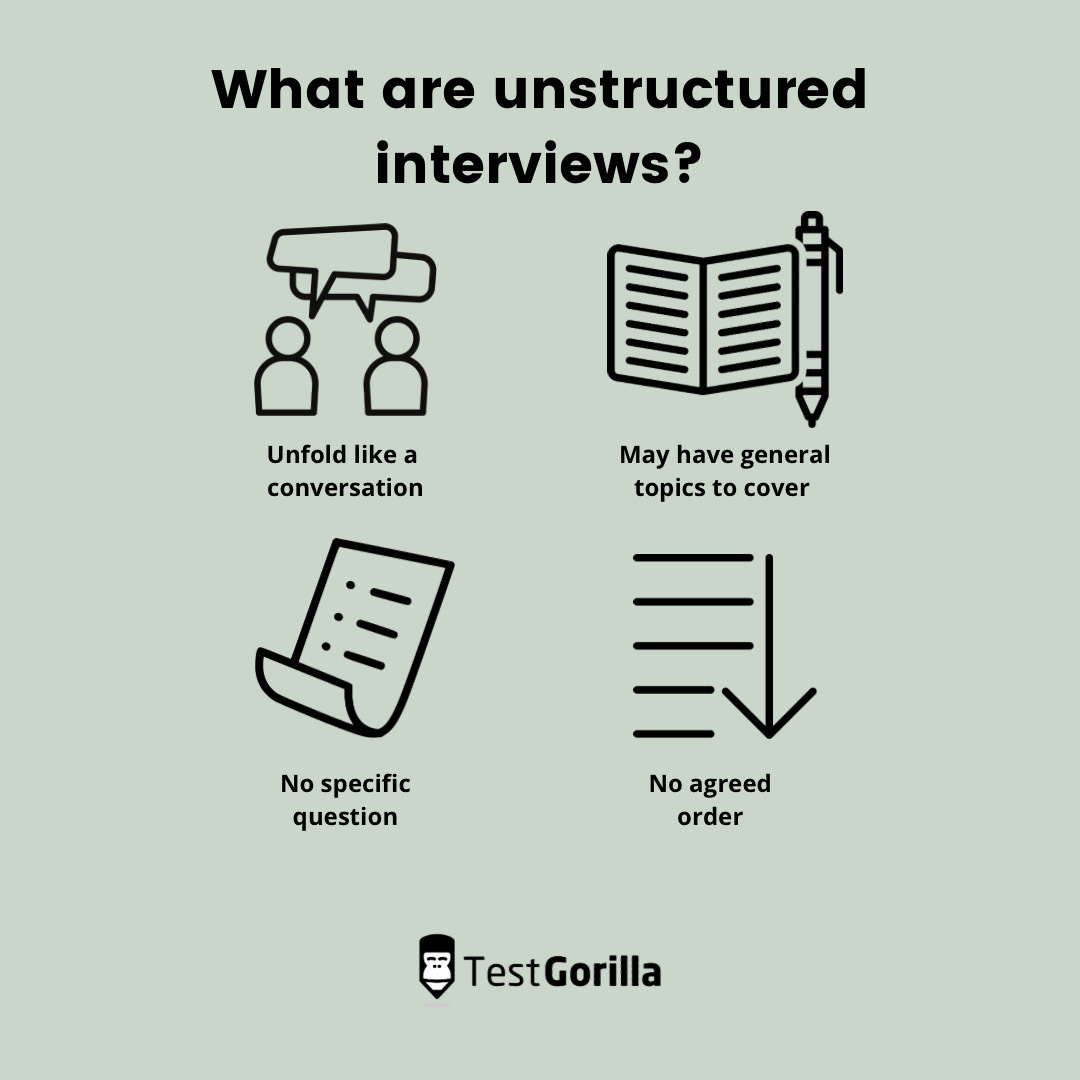 What are unstructured
interviews?
Unfold like a
conversation
May have general
topics to cover
No specific
question
No agreed
order
TestGorilla